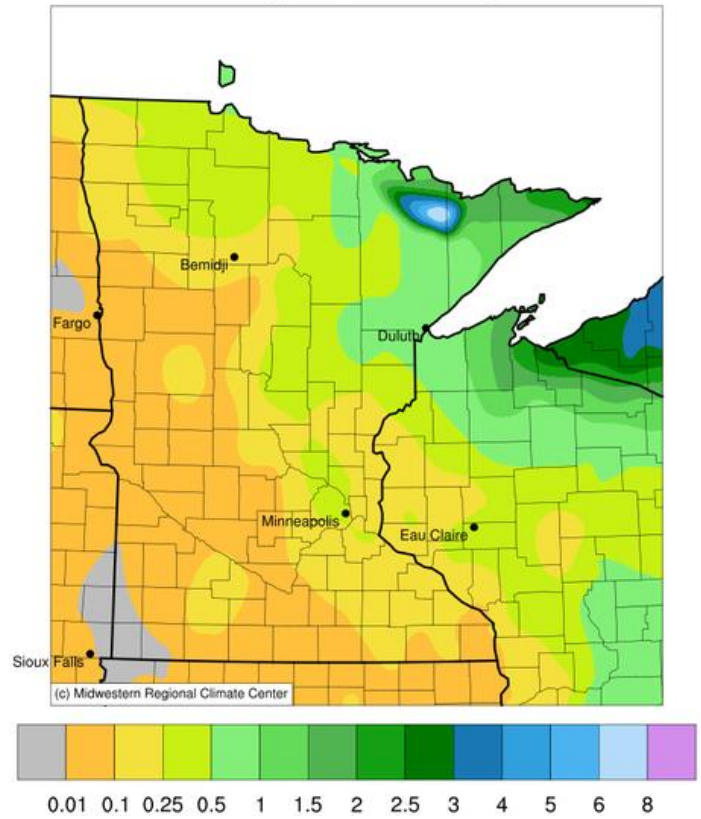 Bemidji
Fargo
Duluth
Minneapolis
Eau Claire
Sioux Falls
(c) Midwestern Regional Climate Center
0.01 0.1 0.25 0.5 1 1.5 2 2.5 3 4 5 6 8